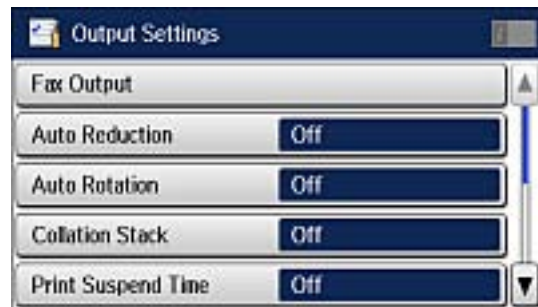 Output Settings
Fax Output
Auto Reduction Off
Auto Rotation Off
Collation Stack Off
Print Suspend Time Off